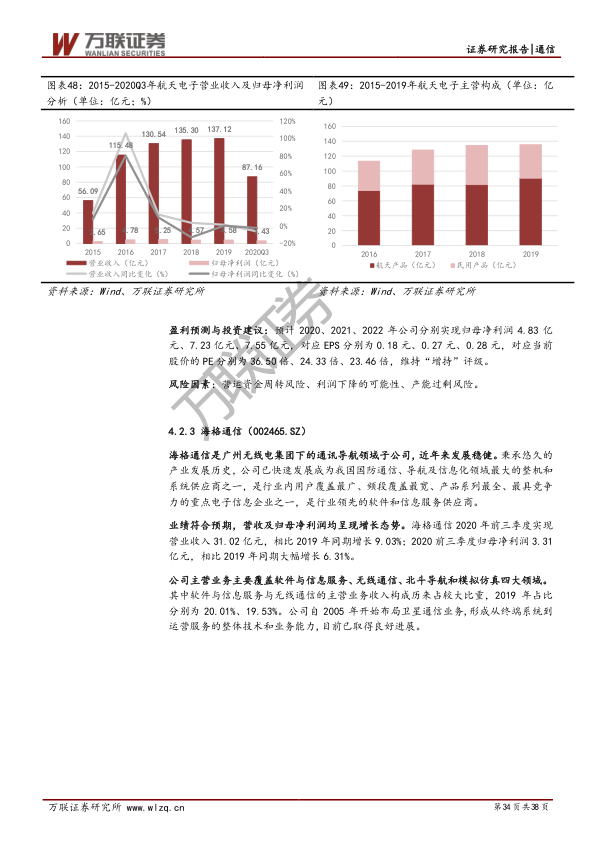 万联证券
WANLIAN SECURITIES
证券研究报告|通信
图表48：2015-2020Q3年航天电子营业收入及归母净利润
分析（单位：亿元；%）
图表49：2015-2019年航天电子主营构成（单位：亿
元）
160
140
120
100
80
60
40
20
0
120%
100%
80%
60%
40%
20%
0%
-20%
56.09
115.48
130.54
135.30
137.12
87.16
2015
2016
2017
2018
2019
2020Q3
营业收入（亿元）
归母净利润（亿元）
营业收入同比变化（%）
归母净利润同比变化（%）
160
140
120
100
80
60
40
20
0
2016
2017
2018
2019
航天产品（亿元）
民用产品（亿元）
资料来源：Wind、万联证券研究所
资料来源：Wind、万联证券研究所
盈利预测与投资建议：预计 2020、2021、2022 年公司分别实现归母净利润 4.83 亿
元、7.23 亿元、7.55 亿元，对应 EPS 分别为 0.18 元、0.27 元、0.28 元，对应当前
股价的 PE 分别为 36.50 倍、24.33 倍、23.46 倍，维持“增持”评级。
风险因素：营运资金周转风险、利润下降的可能性、产能过剩风险。
4.2.3 海格通信（002465.SZ）
海格通信是广州无线电集团下的通讯导航领域子公司，近年来发展稳健。秉承悠久的
产业发展历史，公司已快速发展成为我国国防通信、导航及信息化领域最大的整机和
系统供应商之一，是行业内用户覆盖最广、频段覆盖最宽、产品系列最全、最具竞争
力的重点电子信息企业之一，是行业领先的软件和信息服务供应商。
业绩符合预期，营收及归母净利润均呈现增长态势。海格通信 2020 年前三季度实现
营业收入 31.02 亿元，相比 2019 年同期增长 9.03%；2020 前三季度归母净利润 3.31
亿元，相比 2019 年同期大幅增长 6.31%。
公司主营业务主要覆盖软件与信息服务、无线通信、北斗导航和模拟仿真四大领域。
其中软件与信息服务与无线通信的主营业务收入构成历来占较大比重，2019 年占比
分别为 20.01%、19.53%。公司自 2005 年开始布局卫星通信业务，形成从终端系统到
运营服务的整体技术和业务能力，目前已取得良好进展。
万联证券
万联证券研究所 www.wlzq.cn
第34页共38页